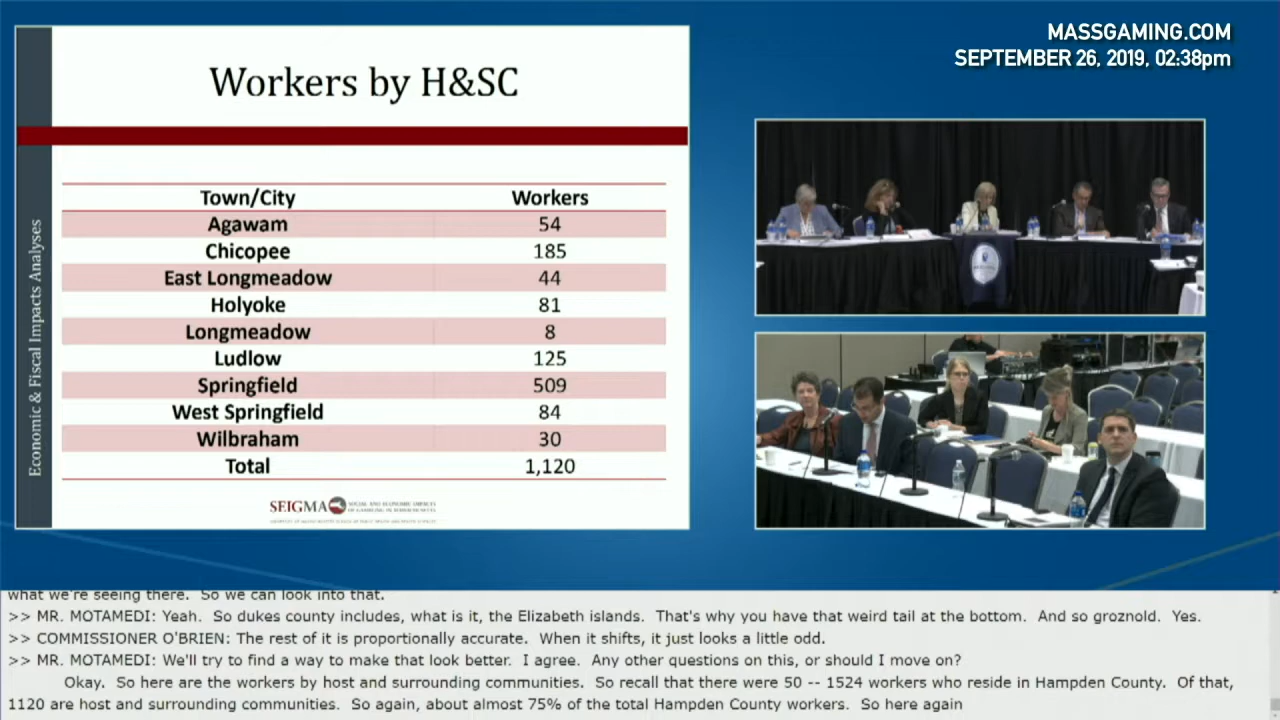 MASSGAMING.COM
SEPTEMBER 26, 2019, 02:38pm
Economic & Fiscal Impacts Analyses
Workers by H&SC
Town/City Workers
Agawam 54
Chicopee 185
East Longmeadow 44
Holyoke 81
Longmeadow 8
Ludlow 125
Springfield 509
West Springfield 84
Wilbraham 30
Total 1,120
SEIGMA SOCIAL AND ECONOMIC IMPACTS
OF GAMBLING IN MASSACHUSETTS
what we're seeing there. So we can look into that.
>> MR. MOTAMEDI: Yeah. So dukes county includes, what is it, the Elizabeth islands. That's why you have that weird tail at the bottom. And so groznold. Yes.
>> COMMISSIONER O'BRIEN: The rest of it is proportionally accurate. When it shifts, it just looks a little odd.
>> MR. MOTAMEDI: We'll try to find a way to make that look better. I agree. Any other questions on this, or should I move on?
Okay. So here are the workers by host and surrounding communities. So recall that there were 50 -- 1524 workers who reside in Hampden County. Of that,
1120 are host and surrounding communities. So again, about almost 75% of the total Hampden County workers. So here again